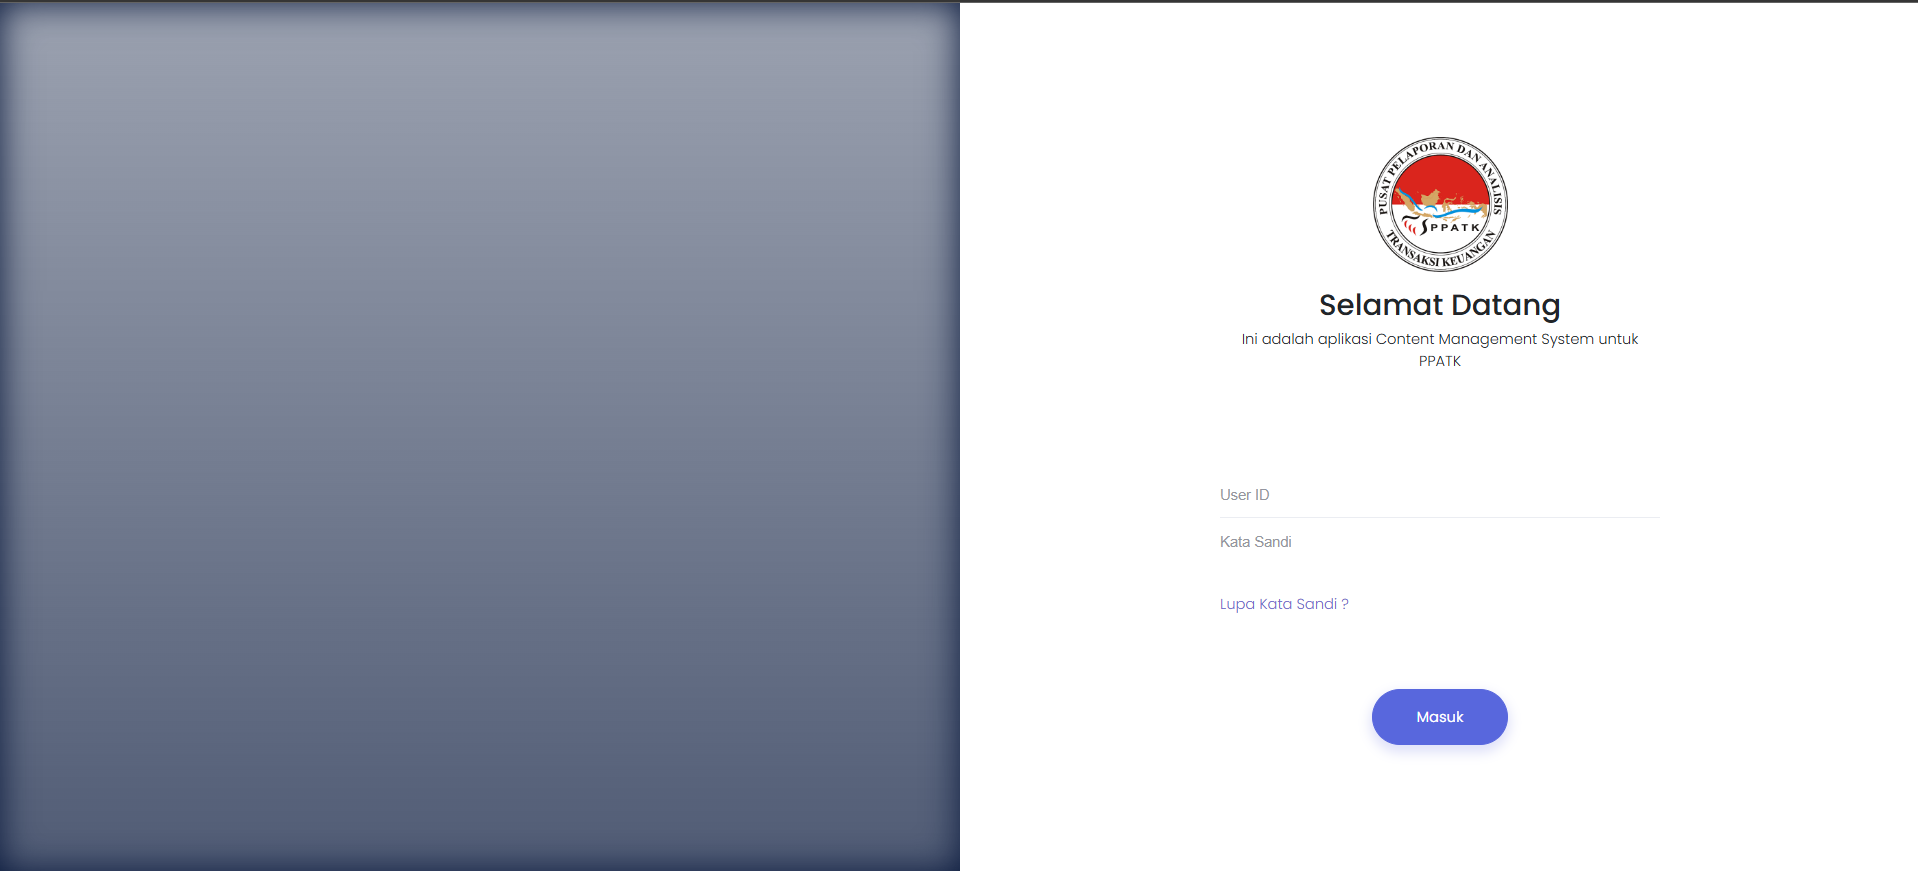 PUSAT PELAPORAN DAN ANALISIS
TRANSAKSI KEUANGAN
PPATK
Selamat Datang
Ini adalah aplikasi Content Management System untuk
PPATK
User ID
Kata Sandi
Lupa Kata Sandi ?
Masuk